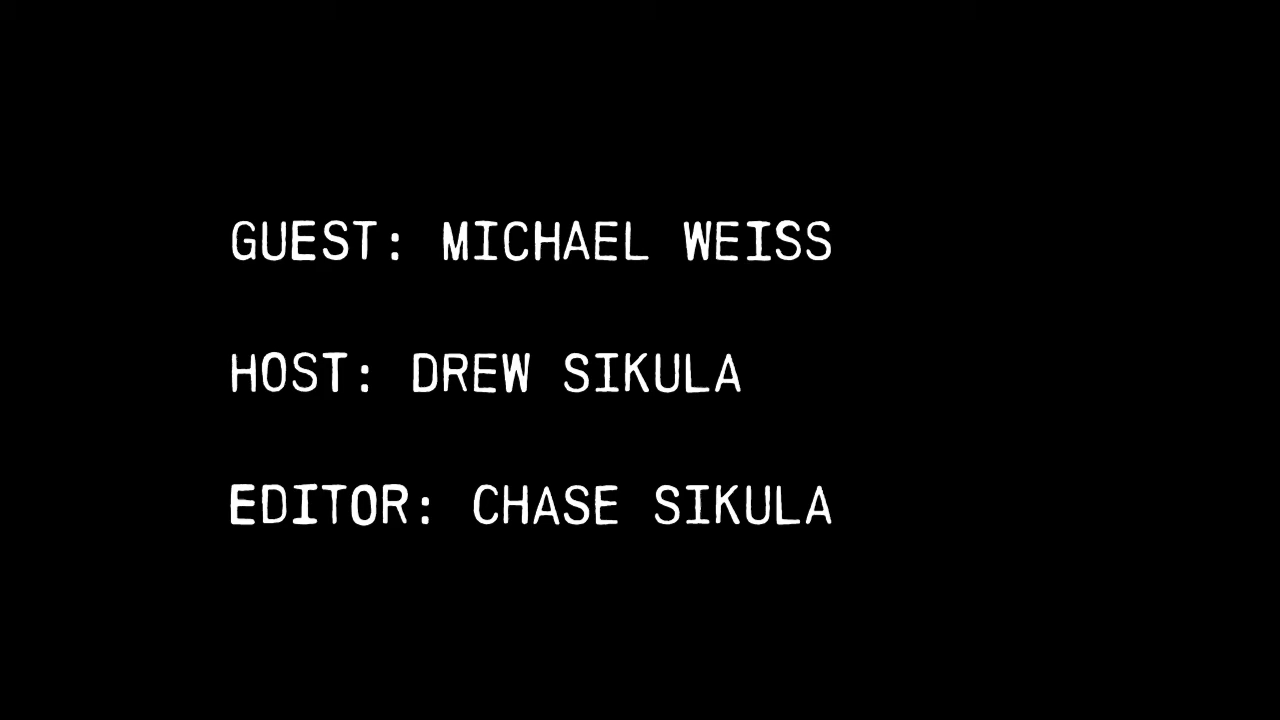 GUEST: MICHAEL WEISS
HOST: DREW SIKULA
EDITOR: CHASE SIKULA